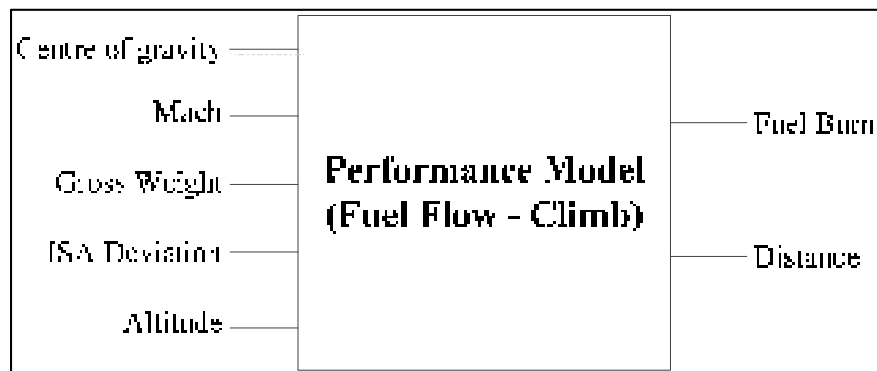 Centre of gravity
Mach
Gross Weight
ISA Deviation
Altitude
Performance Model
(Fuel Flow - Climb)
Fuel Burn
Distance